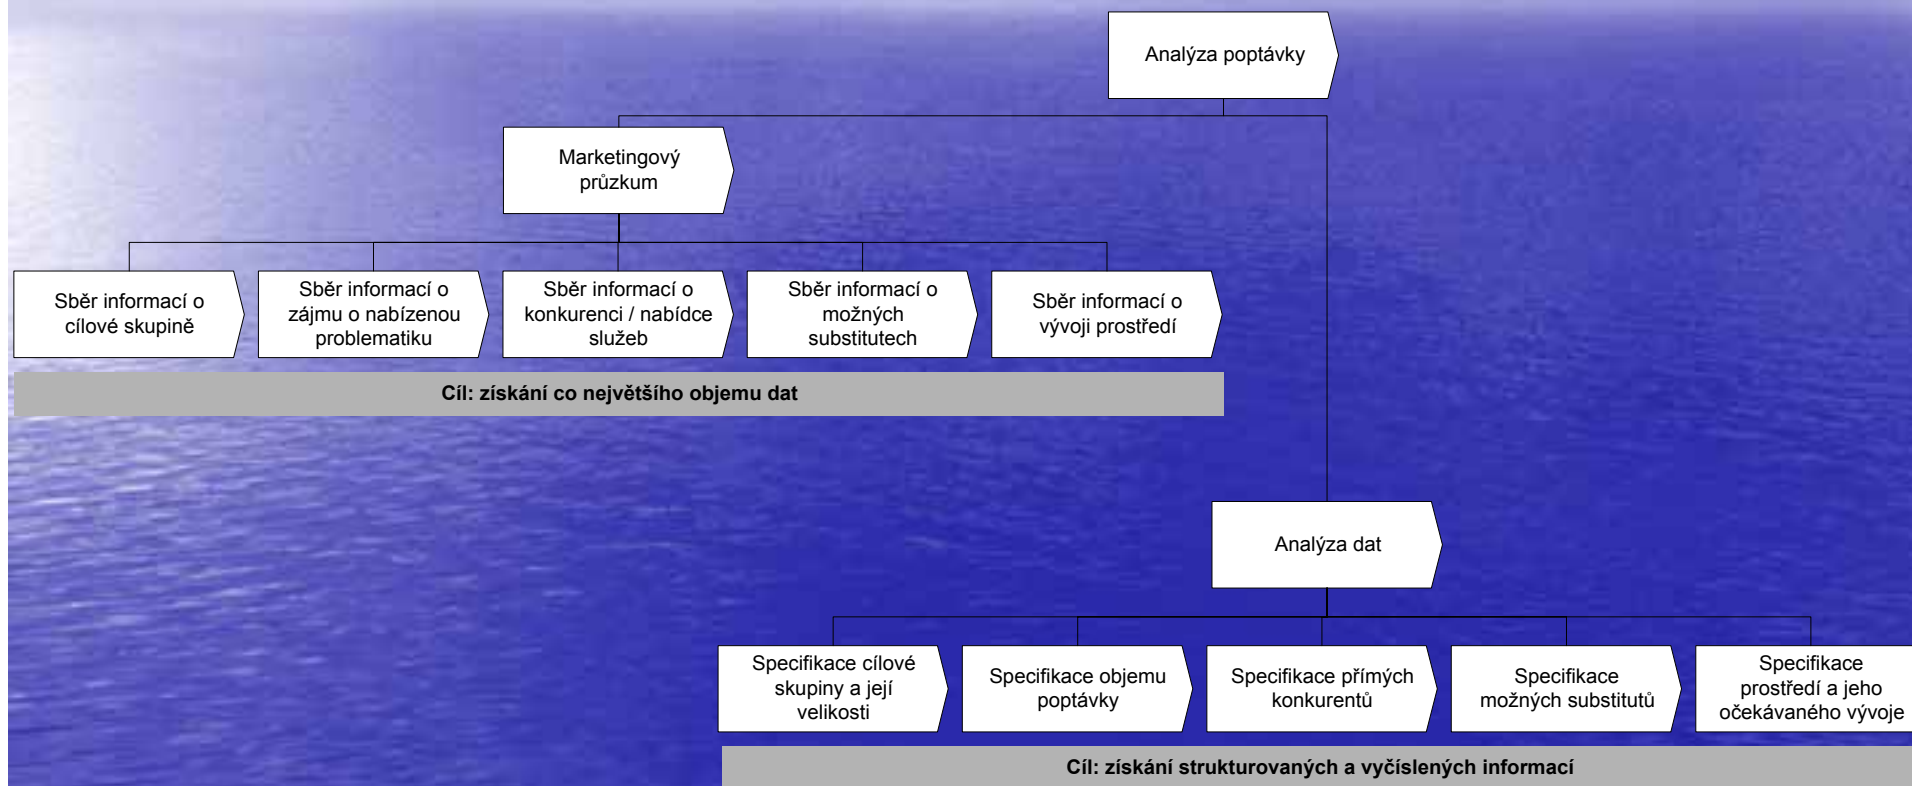 Analýza poptávky
Marketingový
průzkum
Sběr informací o
cílové skupině
Sběr informací o
zájmu o nabízenou
problematiku
Sběr informací o
konkurenci / nabídce
služeb
Sběr informací o
možných
substitutech
Sběr informací o
vývoji prostředí
Cíl: získání co největšího objemu dat
Analýza dat
Specifikace cílové
skupiny a její
velikosti
Specifikace objemu
poptávky
Specifikace přímých
konkurentů
Specifikace
možných substitutů
Specifikace
prostředí a jeho
očekávaného vývoje
Cíl: získání strukturovaných a vyčíslených informací